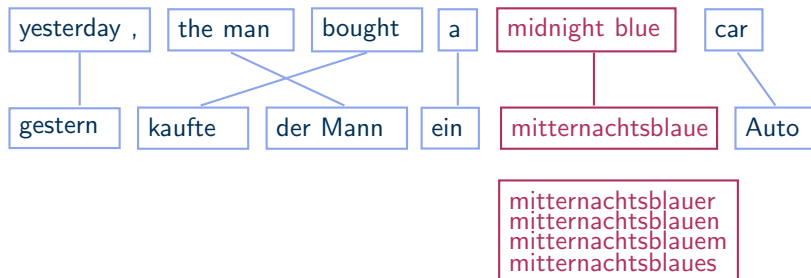 yesterday , the man bought a midnight blue car
gestern kaufte der Mann ein mitternachtsblaue Auto
mitternachtsblauer
mitternachtsblauen
mitternachtsblauem
mitternachtsblaues